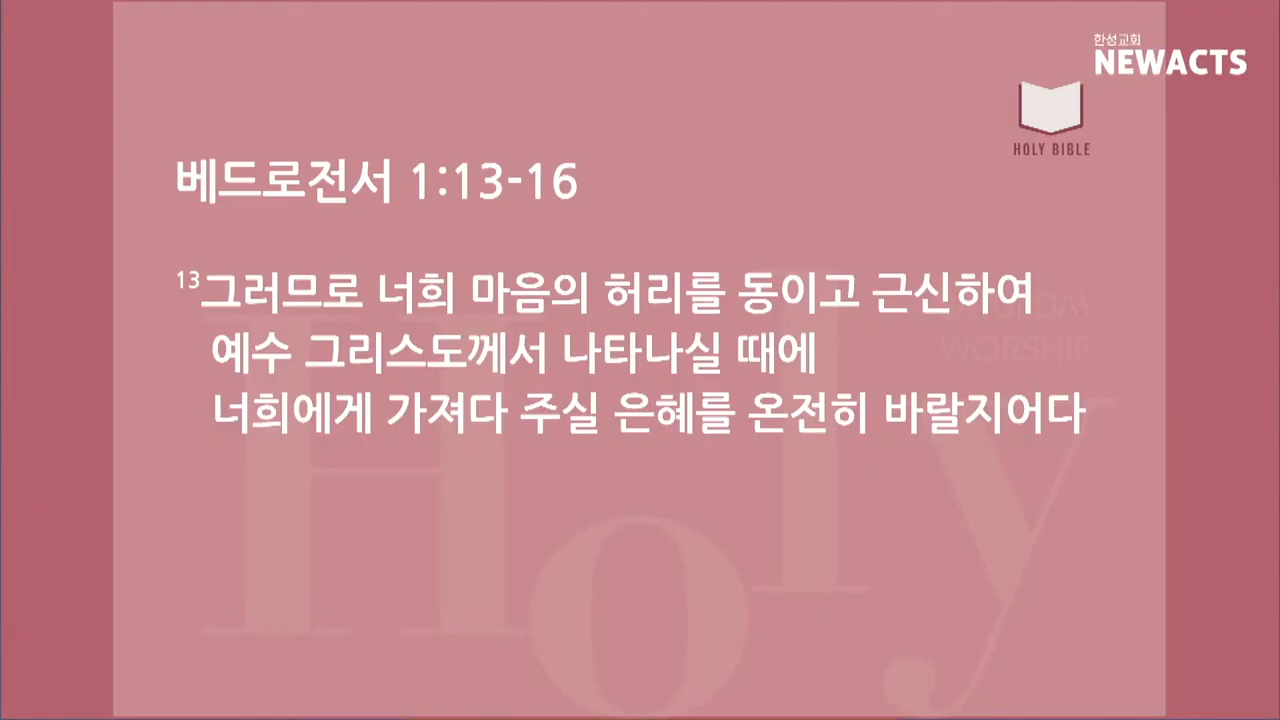 한성교회
NEWACTS
HOLY BIBLE
베드로전서 1:13-16
13그러므로 너희 마음의 허리를 동이고 근신하여
예수 그리스도께서 나타나실 때에
너희에게 가져다 주실 은혜를 온전히 바랄지어다
WORSHIP
Holy